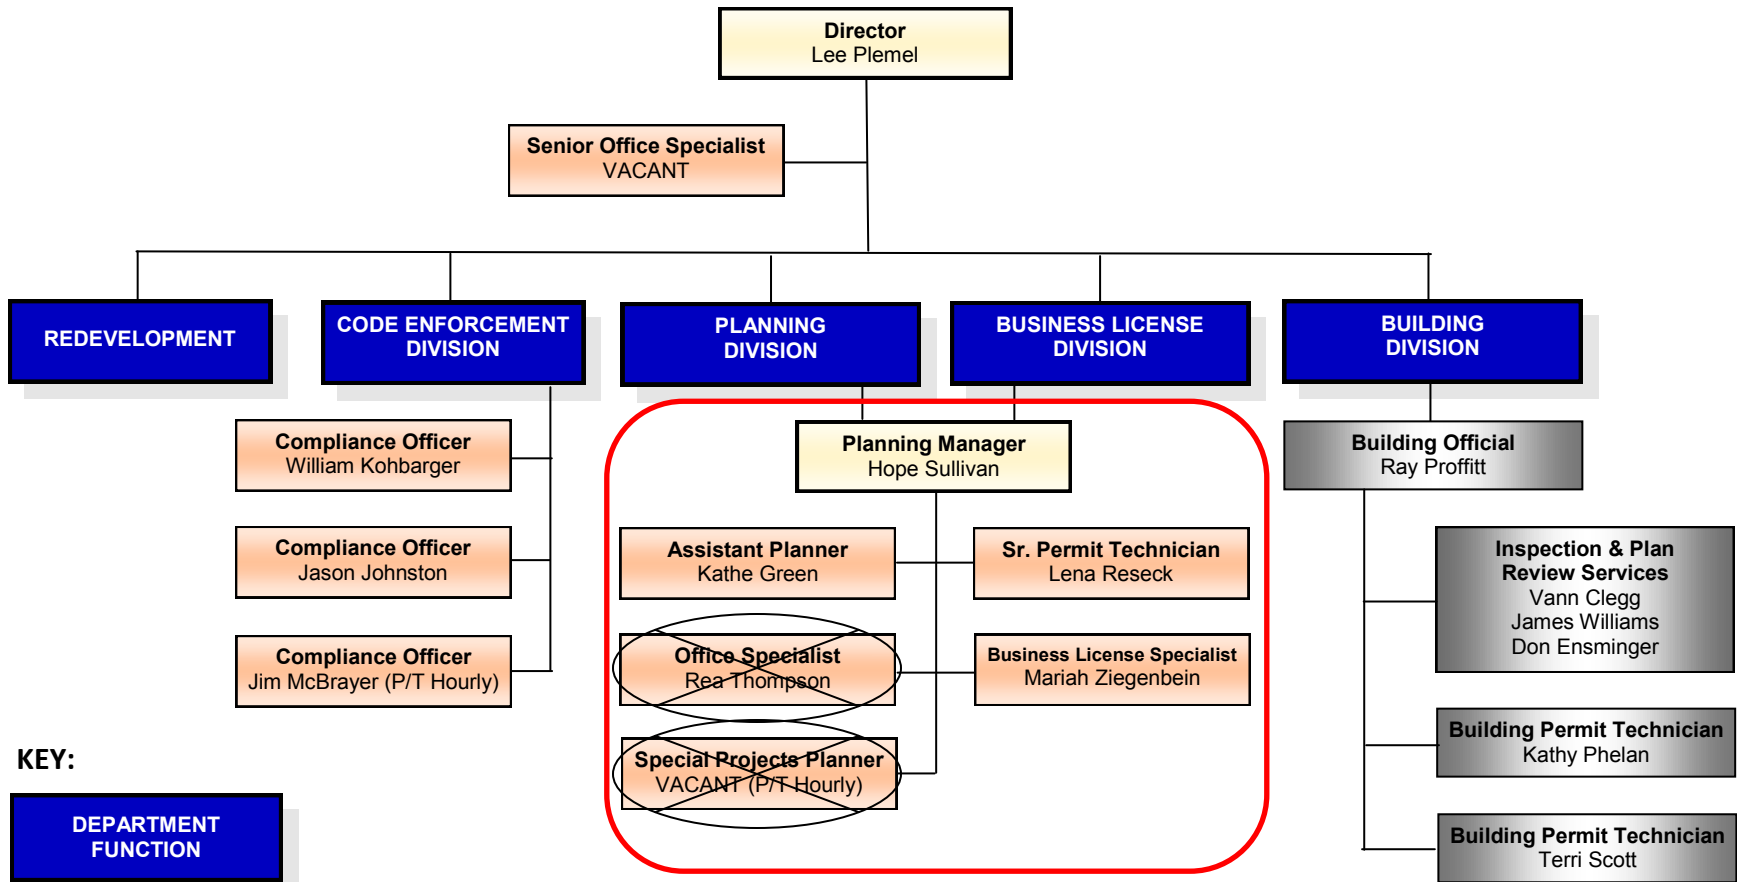 Director
Lee Plemel
Senior Office Specialist
VACANT
REDEVELOPMENT
CODE ENFORCEMENT
DIVISION
PLANNING
DIVISION
BUSINESS LICENSE
DIVISION
BUILDING
DIVISION
Compliance Officer
William Kohbarger
Compliance Officer
Jason Johnston
Compliance Officer
Jim McBrayer (P/T Hourly)
Planning Manager
Hope Sullivan
Assistant Planner
Kathe Green
Sr. Permit Technician
Lena Reseck
Office Specialist
Rea Thompson
Business License Specialist
Mariah Ziegenbein
Special Projects Planner
VACANT (P/T Hourly)
Building Official
Ray Proffitt
Inspection & Plan
Review Services
Vann Clegg
James Williams
Don Ensminger
Building Permit Technician
Kathy Phelan
Building Permit Technician
Terri Scott
KEY:
DEPARTMENT
FUNCTION